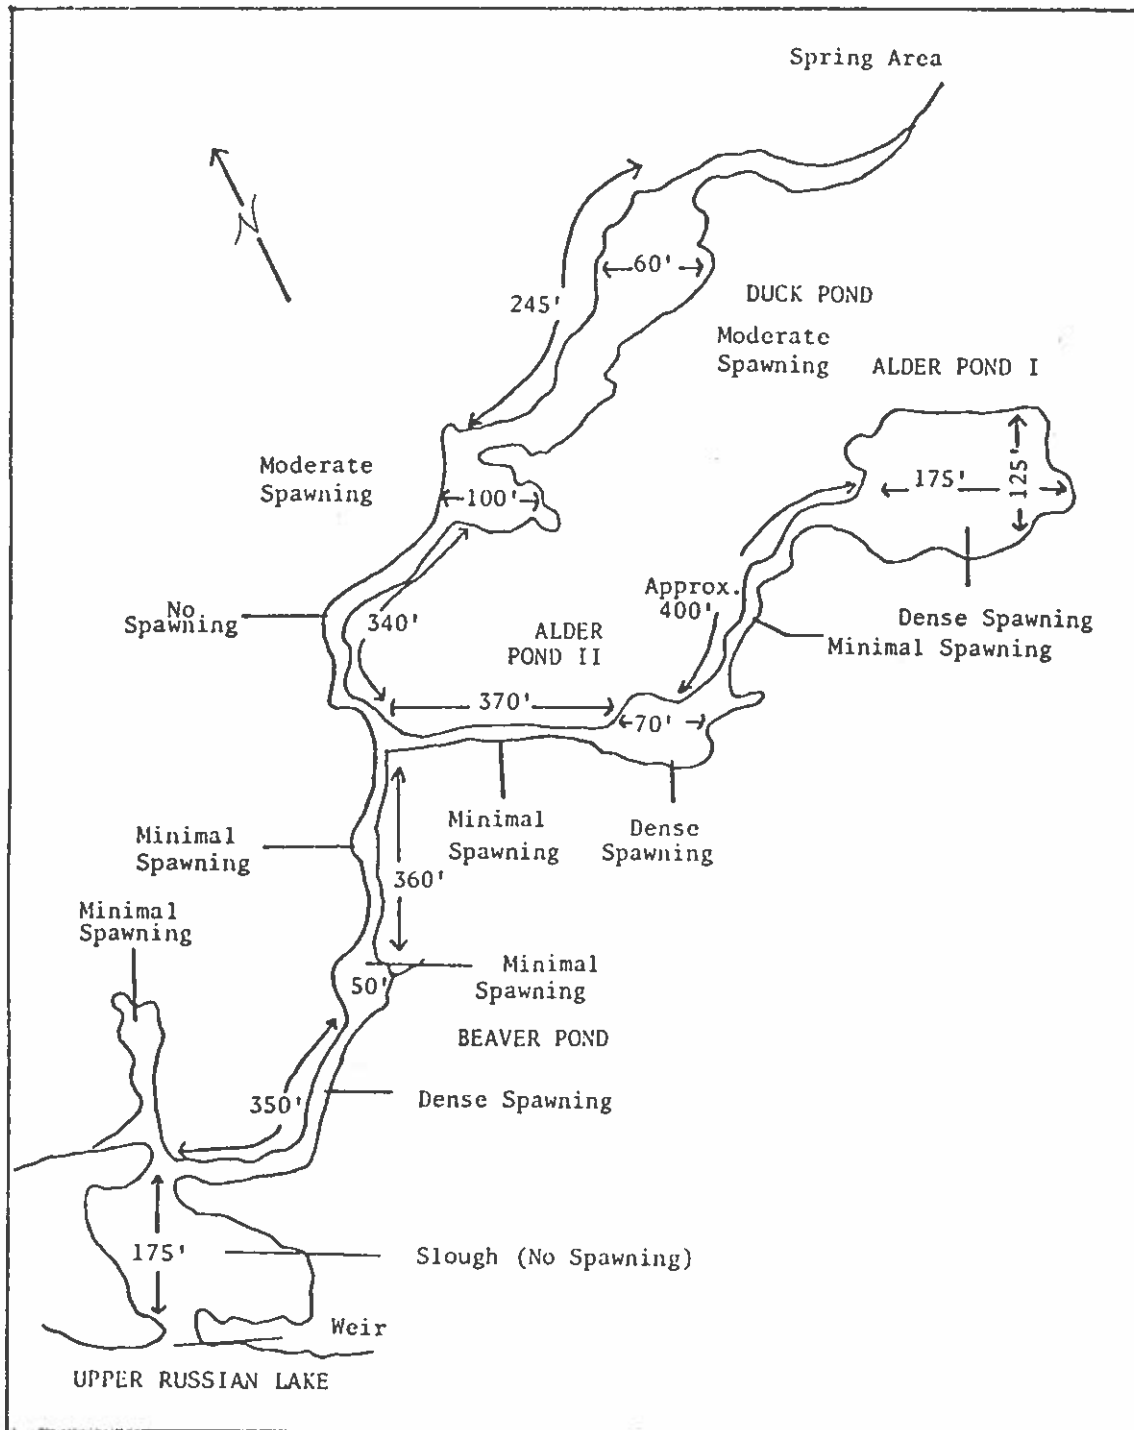 Spring Area
N
60'
245'
DUCK POND
Moderate
Spawning
ALDER POND I
Moderate
Spawning
100'
175'
125'
Approx.
400'
No
Spawning
340'
ALDER
POND II
Dense Spawning
Minimal Spawning
370'
70'
Minimal
Spawning
Dense
Spawning
Minimal
Spawning
360'
Minimal
Spawning
Minimal
Spawning
50'
BEAVER POND
350'
Dense Spawning
175'
Slough (No Spawning)
Weir
UPPER RUSSIAN LAKE